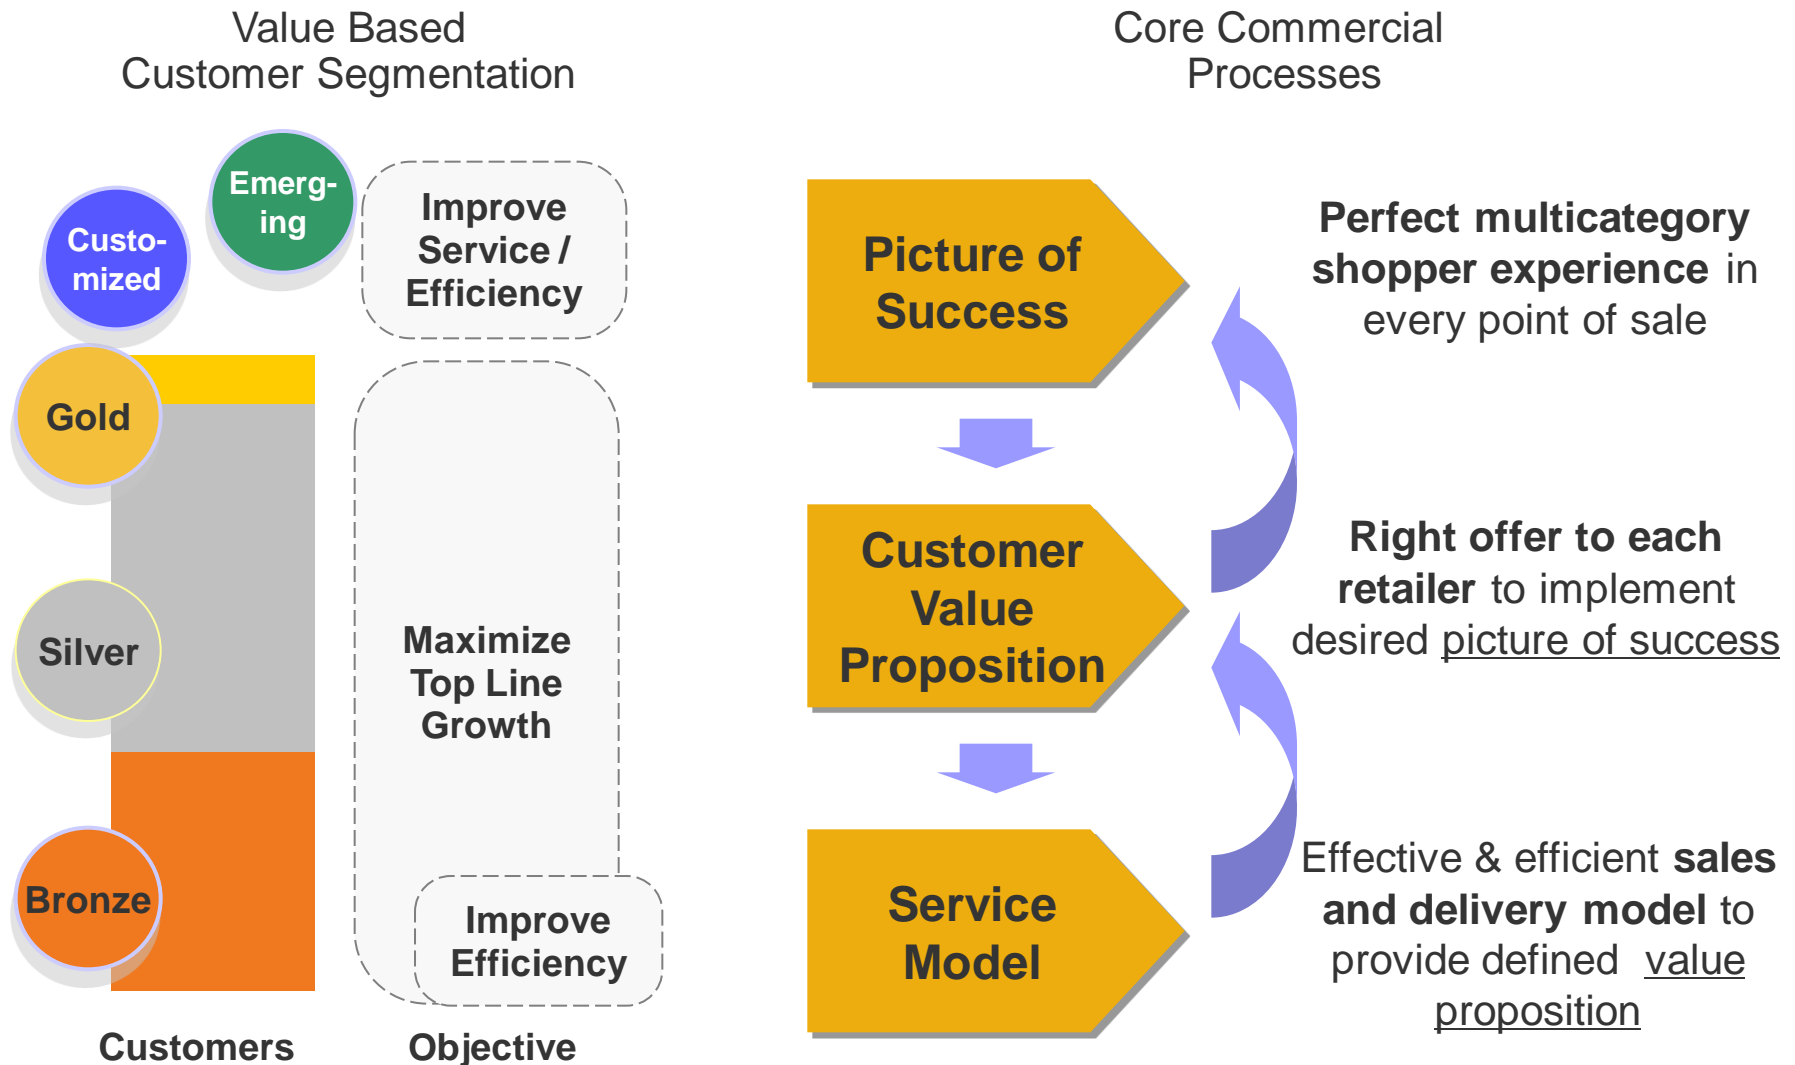 Value Based
Customer Segmentation
Custo-
mized
Emerg-
ing
Improve
Service /
Efficiency
Gold
Silver
Bronze
Maximize
Top Line
Growth
Improve
Efficiency
Customers
Objective
Core Commercial
Processes
Picture of
Success
Perfect multicategory
shopper experience in
every point of sale
Customer
Value
Proposition
Right offer to each
retailer to implement
desired picture of success
Service
Model
Effective & efficient sales
and delivery model to
provide defined value
proposition